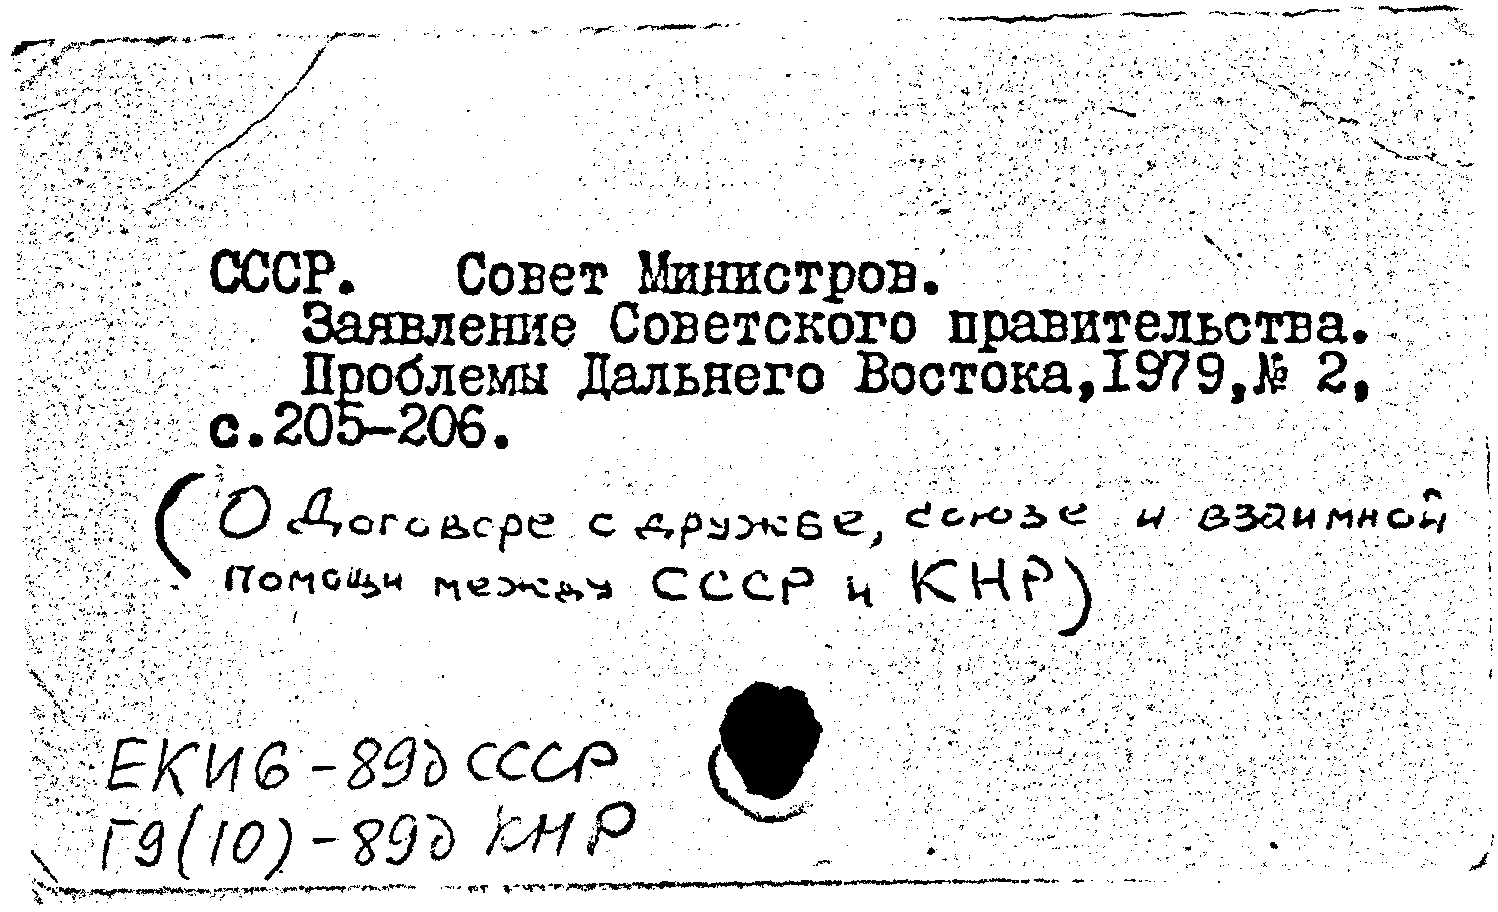 СССР. Совет Министров.
Заявление Советского правительства.
Проблемы Дальнего Востока,1979,№ 2,
с.205-206.
(О Договоре с дружбе, союзе и взаимной
помощи между СССР и КНР)
ЕКИ6-89д СССР
Г9(10)-89д КНР